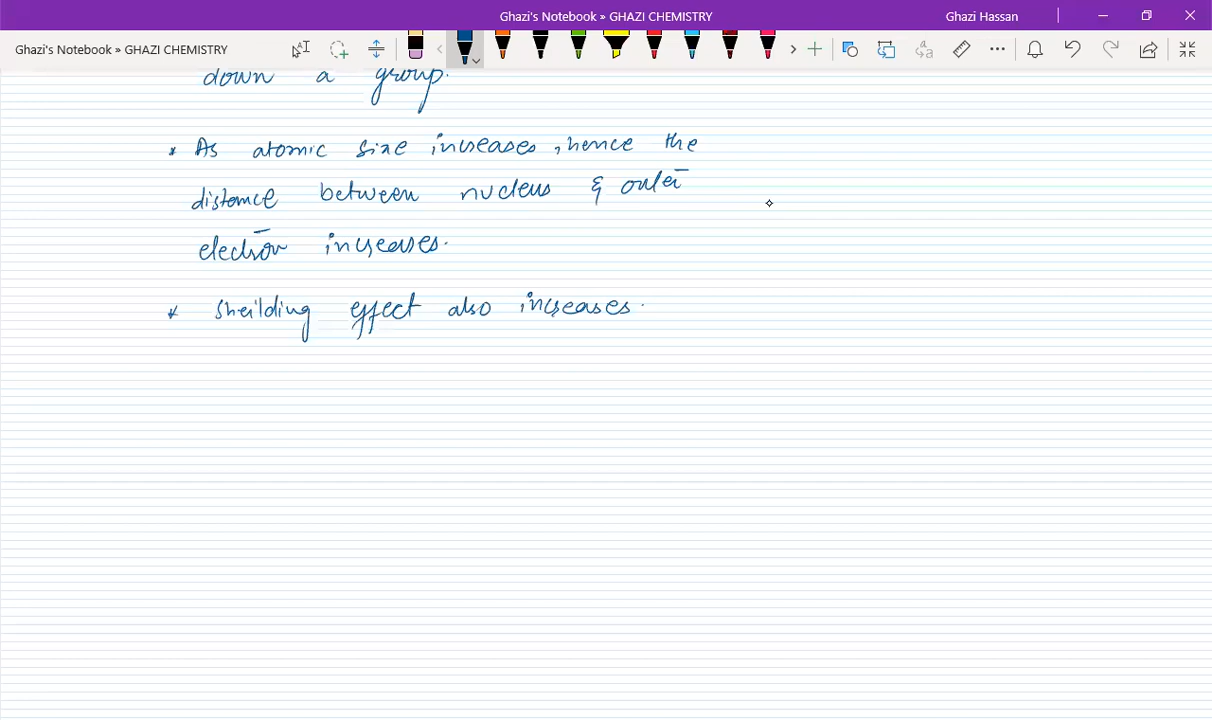 Ghazi's Notebook » GHAZI CHEMISTRY
Ghazi Hassan
Ghazi's Notebook » GHAZI CHEMISTRY
down a group.
* As atomic size increases, hence the
distance between nucleus & outer
electron increases.
* Sheilding effect also increases.